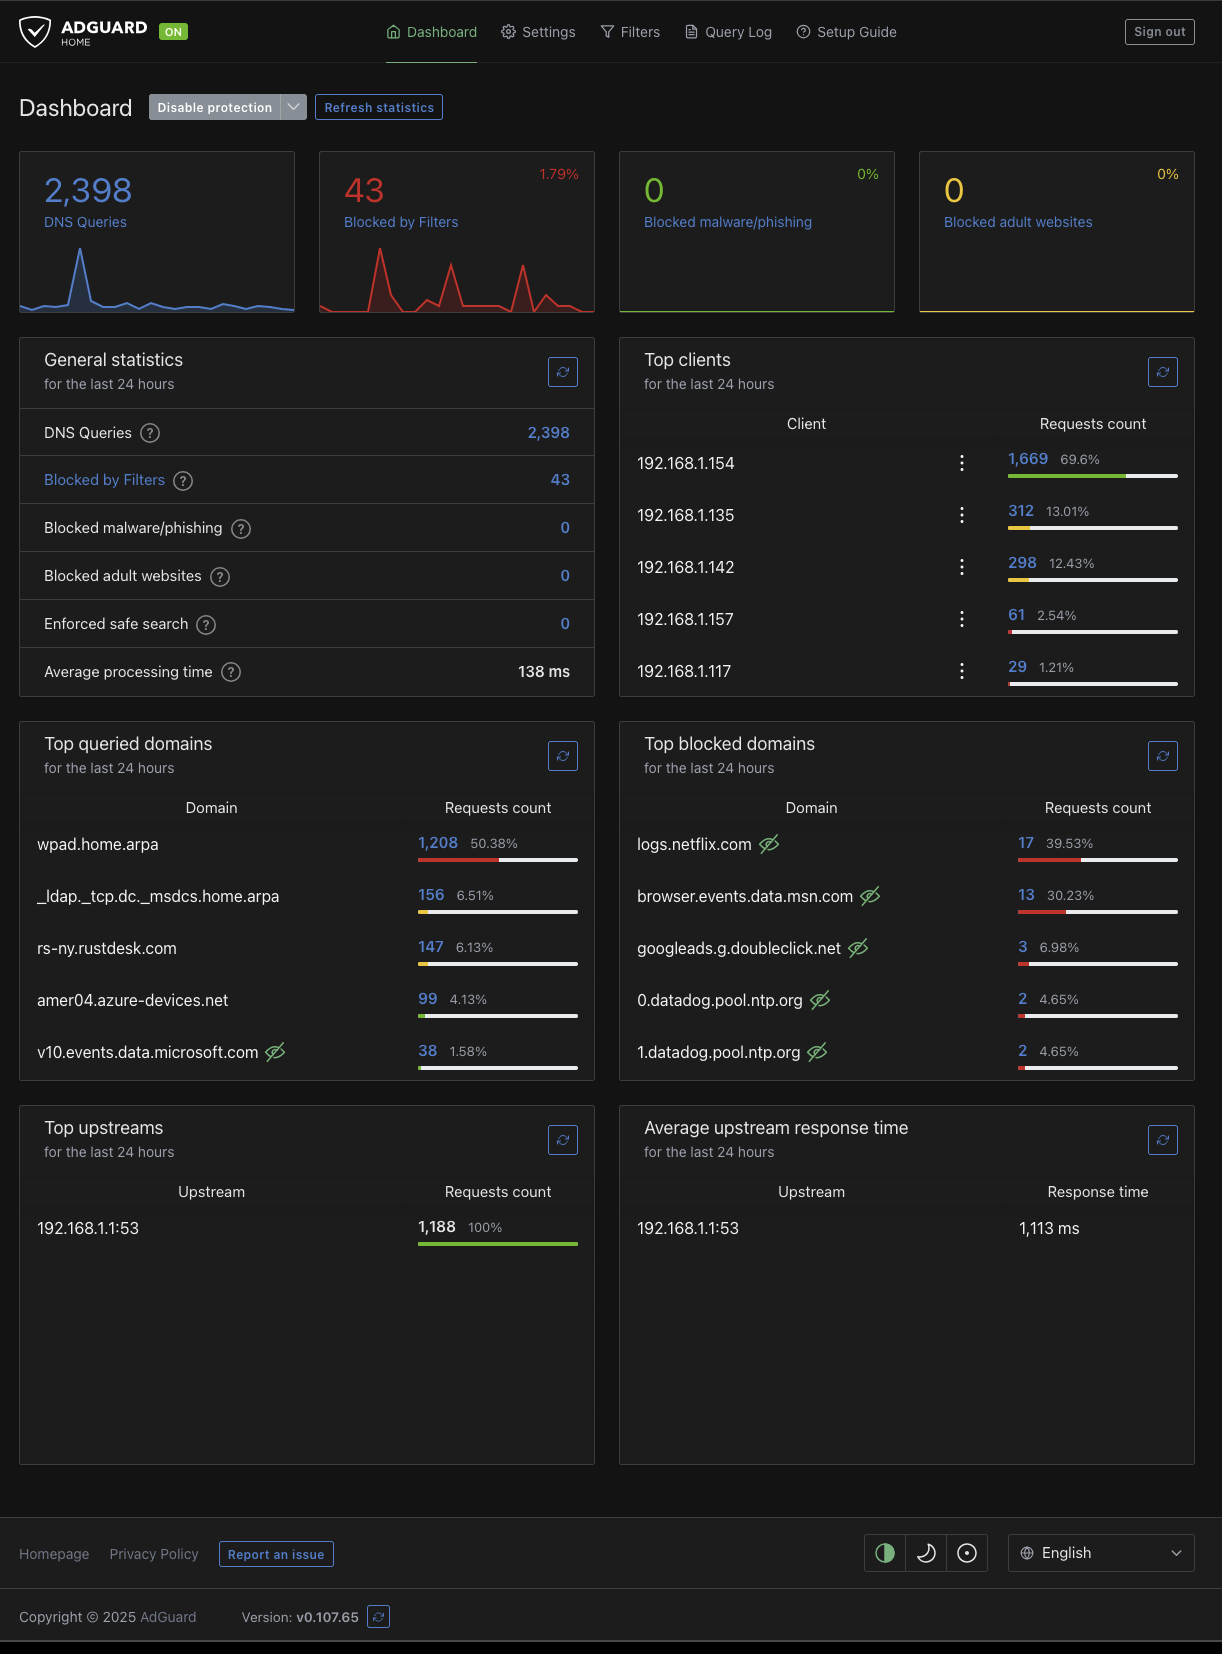 ADGUARD
HOME
ON
Dashboard
Settings
Filters
Query Log
Setup Guide
Sign out
Dashboard
Disable protection
Refresh statistics
2,398
DNS Queries
43
1.79%
Blocked by Filters
0
0%
Blocked malware/phishing
0
0%
Blocked adult websites
General statistics
for the last 24 hours
DNS Queries ? 2,398
Blocked by Filters ? 43
Blocked malware/phishing ? 0
Blocked adult websites ? 0
Enforced safe search ? 0
Average processing time ? 138 ms
Top clients
for the last 24 hours
Client Requests count
192.168.1.154 1,669 69.6%
192.168.1.135 312 13.01%
192.168.1.142 298 12.43%
192.168.1.157 61 2.54%
192.168.1.117 29 1.21%
Top queried domains
for the last 24 hours
Domain Requests count
wpad.home.arpa 1,208 50.38%
_ldap._tcp.dc._msdcs.home.arpa 156 6.51%
rs-ny.rustdesk.com 147 6.13%
amer04.azure-devices.net 99 4.13%
v10.events.data.microsoft.com 38 1.58%
Top blocked domains
for the last 24 hours
Domain Requests count
logs.netflix.com 17 39.53%
browser.events.data.msn.com 13 30.23%
googleads.g.doubleclick.net 3 6.98%
0.datadog.pool.ntp.org 2 4.65%
1.datadog.pool.ntp.org 2 4.65%
Top upstreams
for the last 24 hours
Upstream Requests count
192.168.1.1:53 1,188 100%
Average upstream response time
for the last 24 hours
Upstream Response time
192.168.1.1:53 1,113 ms
Homepage
Privacy Policy
Report an issue
English
Copyright © 2025 AdGuard
Version: v0.107.65